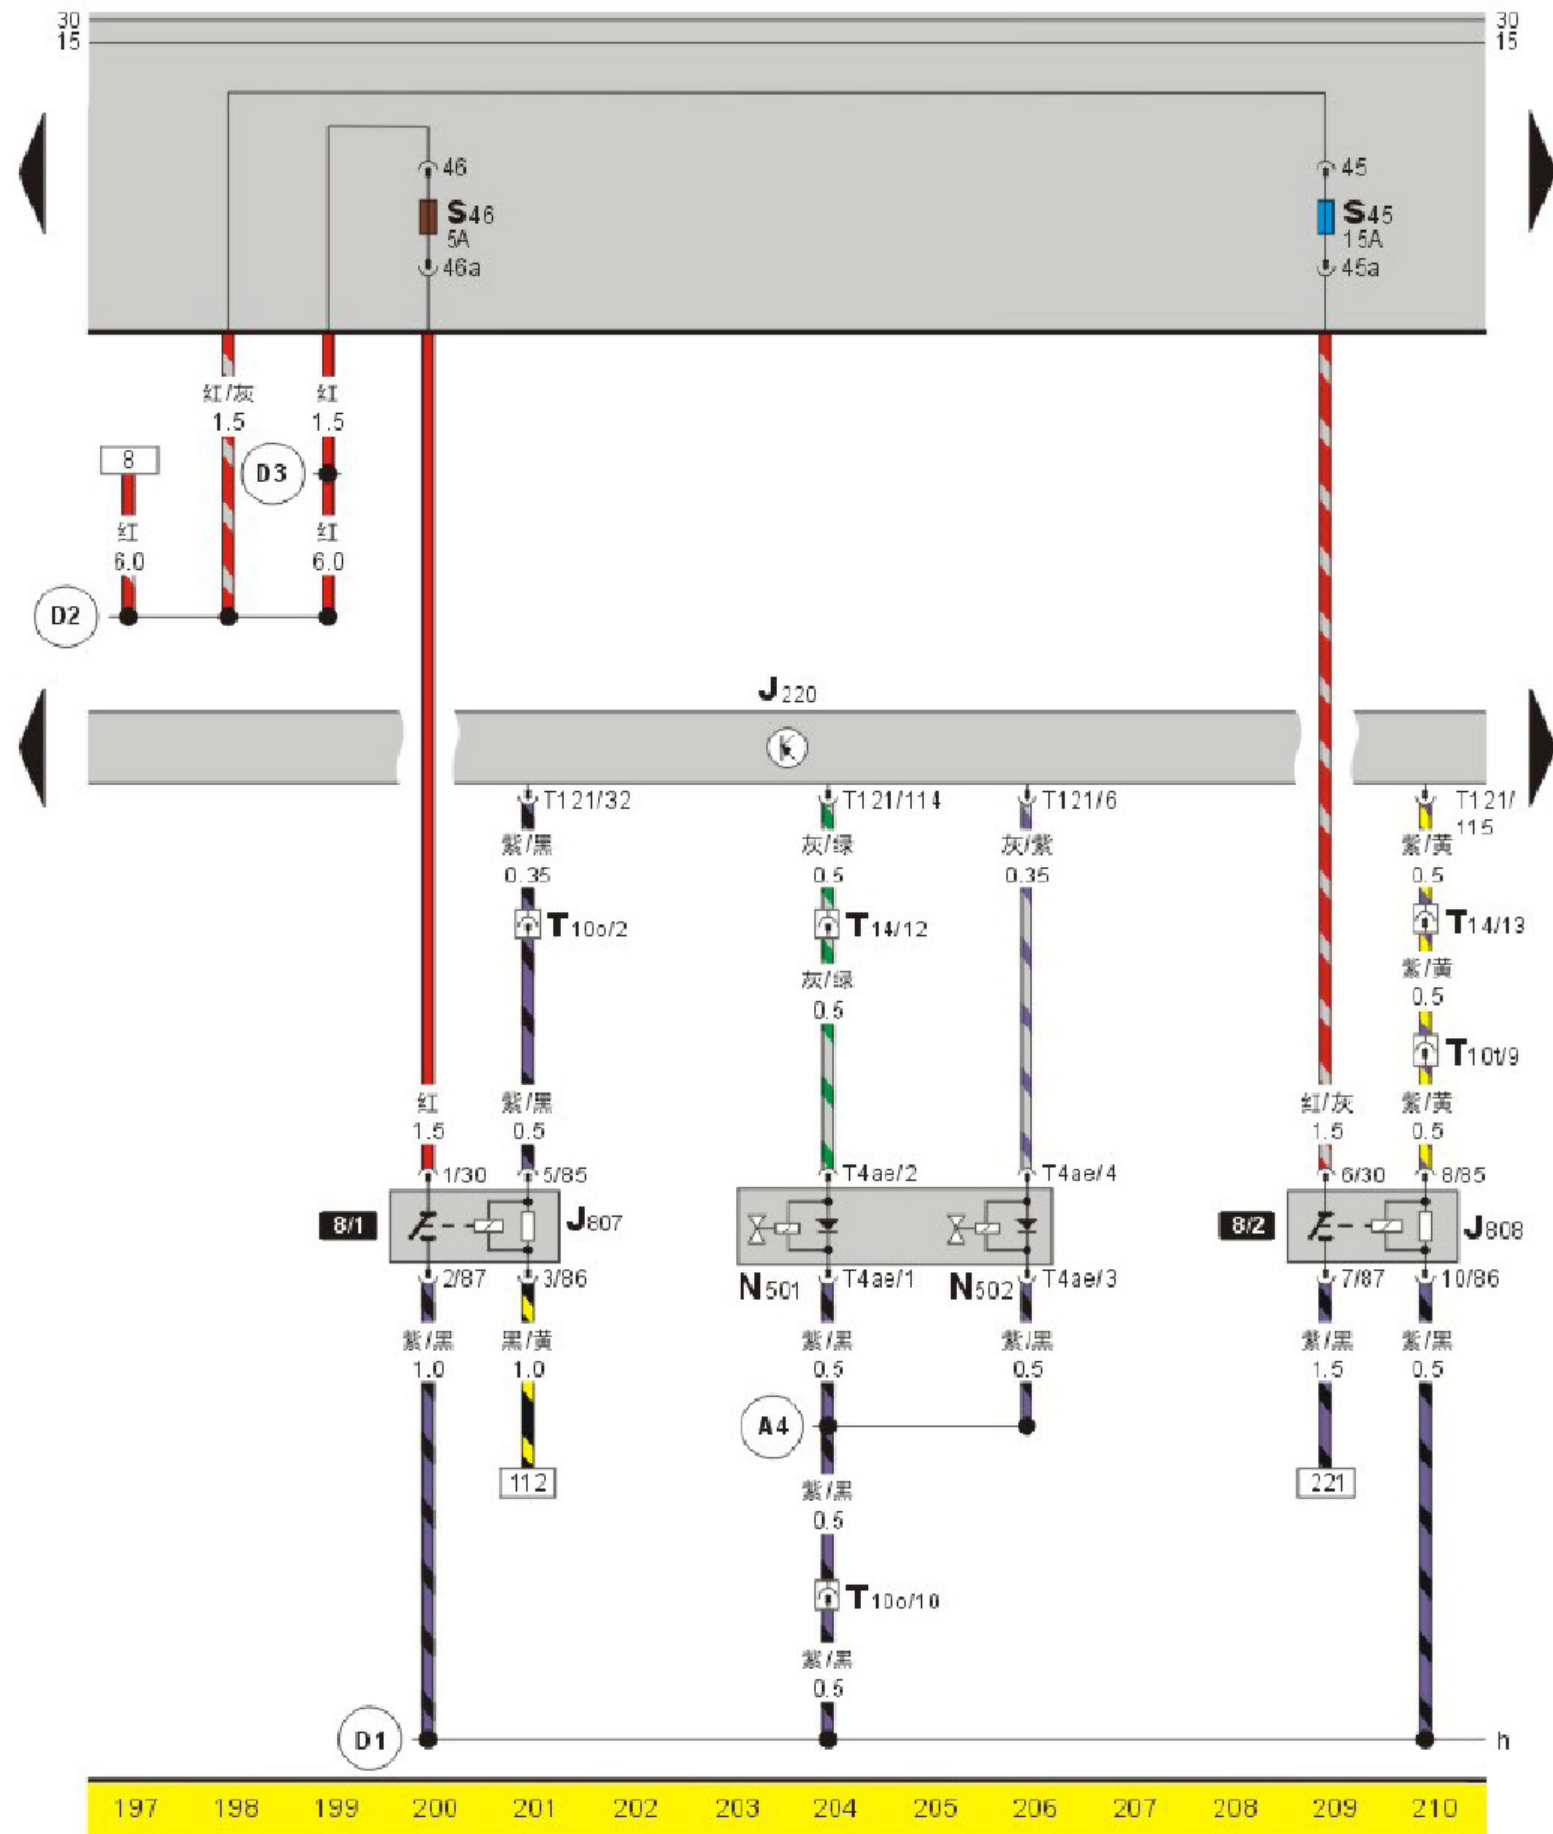 30 30
15 15
46 45
S46 S45
5A 15A
46a 45a
红/灰 红
1.5 1.5
8 D3
红 红
6.0 6.0
D2
J220
K
T121/32 T121/114 T121/6 T121/
115
紫/黑 灰/绿 灰/紫 紫/黄
0.35 0.5 0.35 0.5
T10o/2 T14/12 T14/13
灰/绿 紫/黄
0.5 0.5
T10t/9
红 紫/黑 红/灰 紫/黄
1.5 0.5 1.5 0.5
1/30 5/85 T4ae/2 T4ae/4 6/30 8/85
8/1 J807 8/2 J808
2/87 3/86 N501 T4ae/1 N502 T4ae/3 7/87 10/86
紫/黑 黑/黄 紫/黑 紫/黑 紫/黑 紫/黑
1.0 1.0 0.5 0.5 1.5 0.5
A4
112 221
紫/黑
0.5
T10o/10
紫/黑
0.5
D1 h
197 198 199 200 201 202 203 204 205 206 207 208 209 210